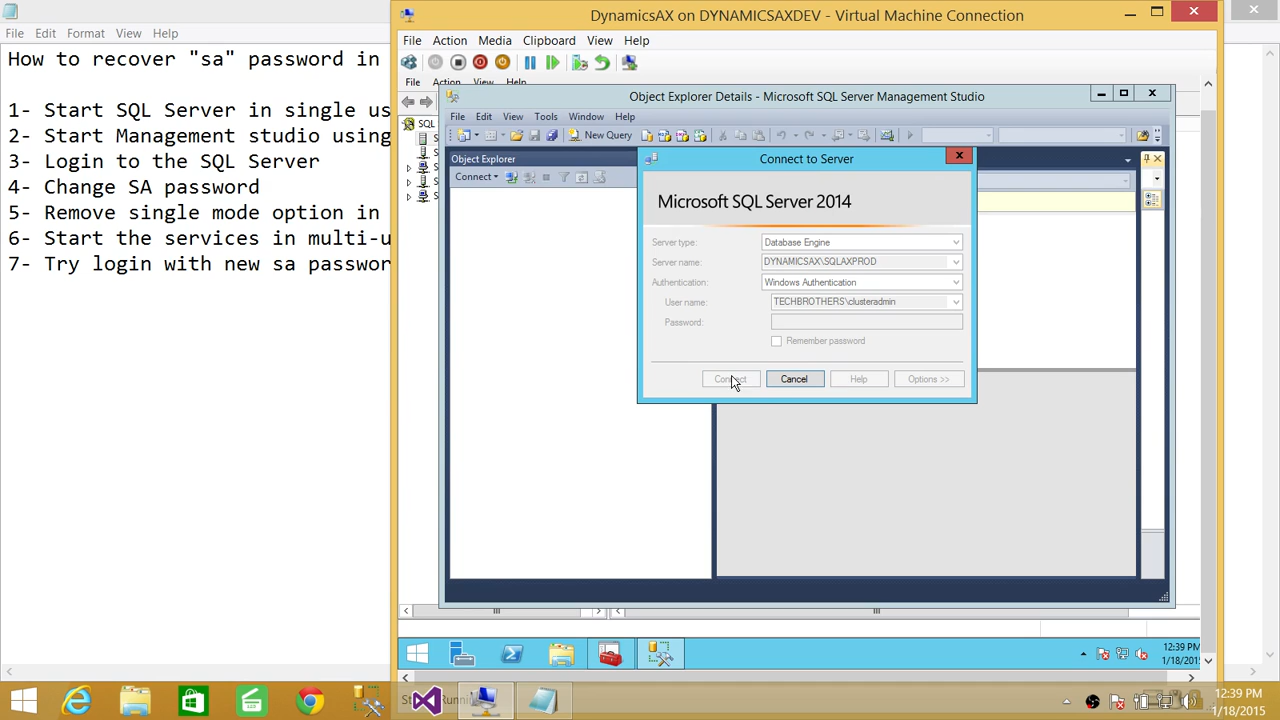 DynamicsAX on DYNAMICSAXDEV - Virtual Machine Connection
File Edit Format View Help
How to recover "sa" password in
1- Start SQL Server in single us
2- Start Management studio using
3- Login to the SQL Server
4- Change SA password
5- Remove single mode option in
6- Start the services in multi-u
7- Try login with new sa passwor
File Action Media Clipboard View Help
File Action View Help
SQL
Object Explorer Details - Microsoft SQL Server Management Studio
File Edit View Tools Window Help
New Query
Object Explorer
Connect
Connect to Server
Microsoft SQL Server 2014
Server type: Database Engine
Server name: DYNAMICSAX\SQLAXPROD
Authentication: Windows Authentication
User name: TECHBROTHERS\clusteradmin
Password:
Remember password
Connect Cancel Help Options >>
12:39 PM
1/18/2015
12:39 PM
1/18/2015